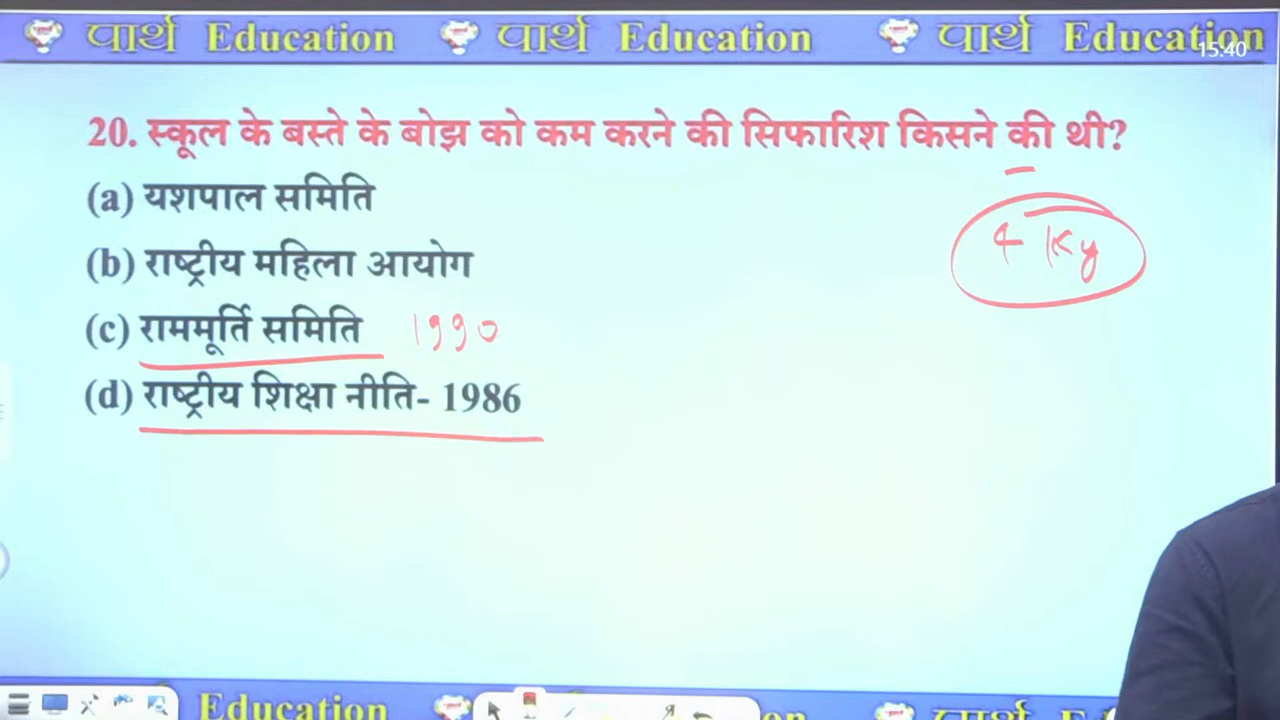 पार्थ Education पार्थ Education पार्थ Education
15:40
20. स्कूल के बस्ते के बोझ को कम करने की सिफारिश किसने की थी?
(a) यशपाल समिति
(b) राष्ट्रीय महिला आयोग
(c) राममूर्ति समिति 1990
(d) राष्ट्रीय शिक्षा नीति- 1986
4 Kg
Education